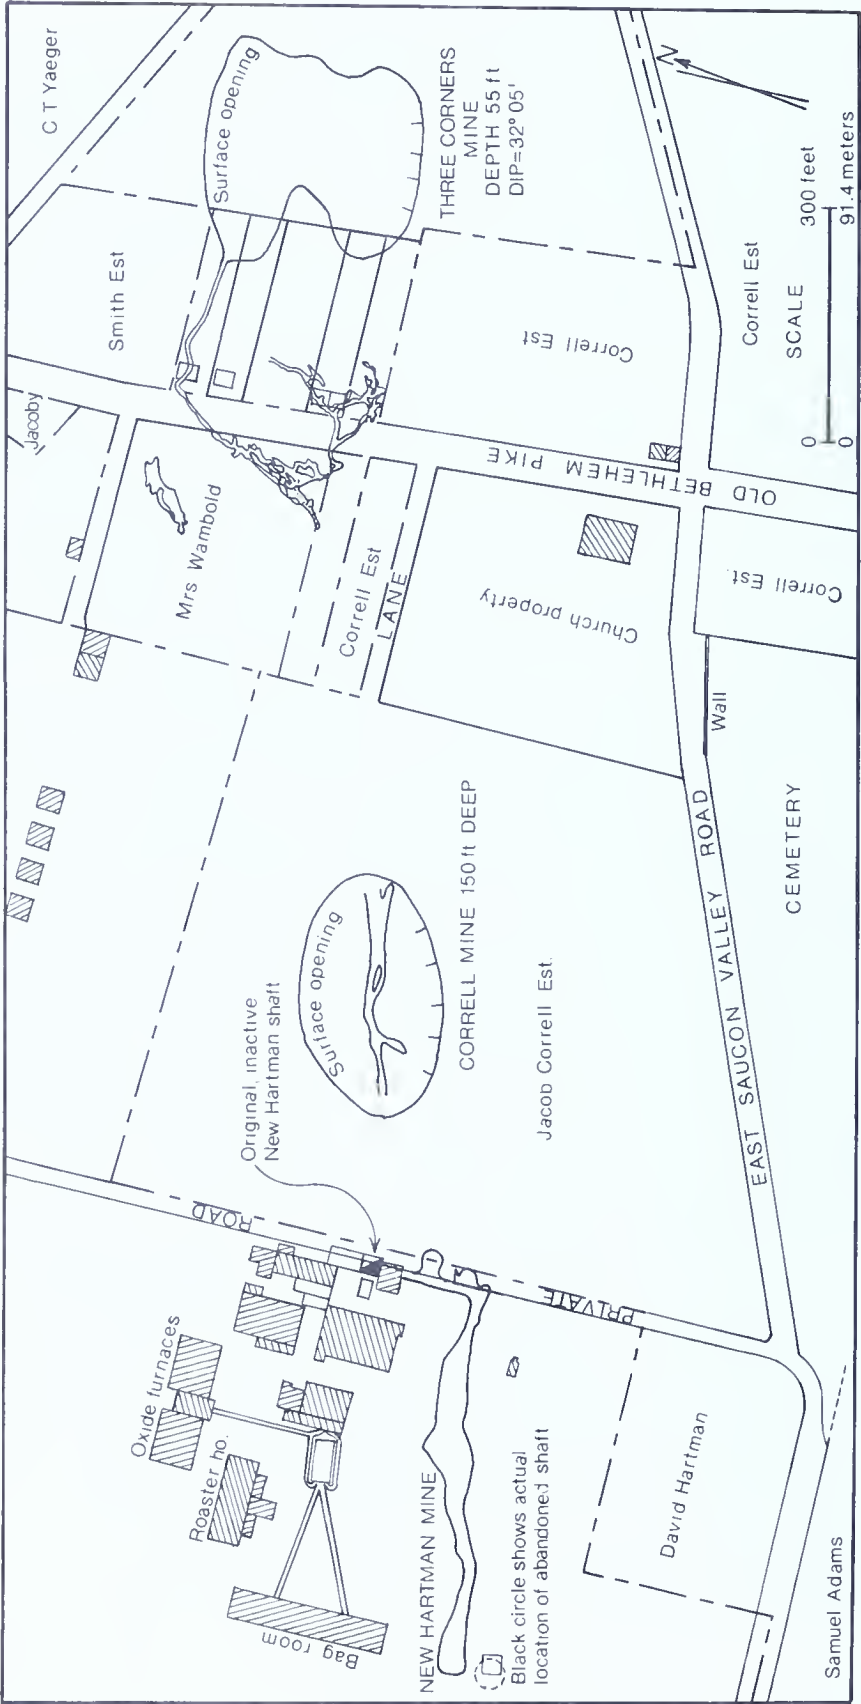 Bag room
Roaster ho.
Oxide furnaces
NEW HARTMAN MINE
Black circle shows actual
location of abandoned shaft
David Hartman
Samuel Adams
PRIVATE
ROAD
Original, inactive
New Hartman shaft
Surface opening
CORRELL MINE 150 ft DEEP
Jacob Correll Est.
EAST SAUCON VALLEY ROAD
CEMETERY
Wall
Mrs Wambold
Correll Est
LANE
Church property
Correll Est.
OLD BETHLEHEM PIKE
Jacoby
Smith Est
C T Yaeger
Surface opening
THREE CORNERS
MINE
DEPTH 55 ft
DIP=32° 05'
Correll Est
Correll Est
N
SCALE
0 300 feet
0 91.4 meters